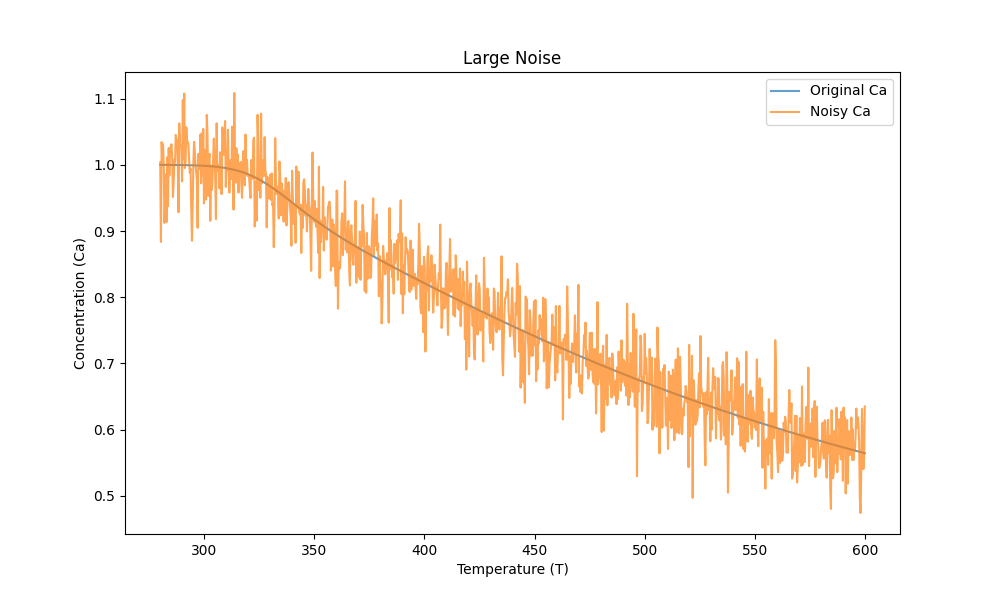 Large Noise
Original Ca
Noisy Ca
1.1
1.0
0.9
0.8
0.7
0.6
0.5
Concentration (Ca)
300 350 400 450 500 550 600
Temperature (T)